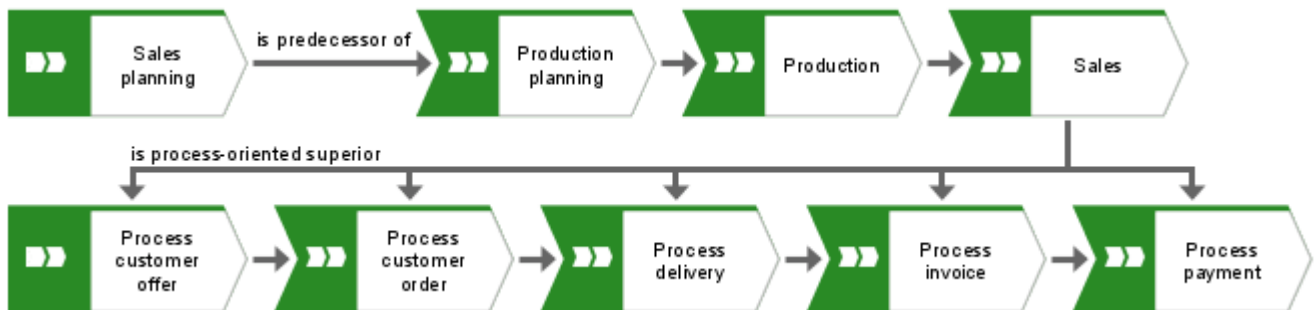 Sales
planning
is predecessor of
Production
planning
Production
Sales
is process-oriented superior
Process
customer
offer
Process
customer
order
Process
delivery
Process
invoice
Process
payment